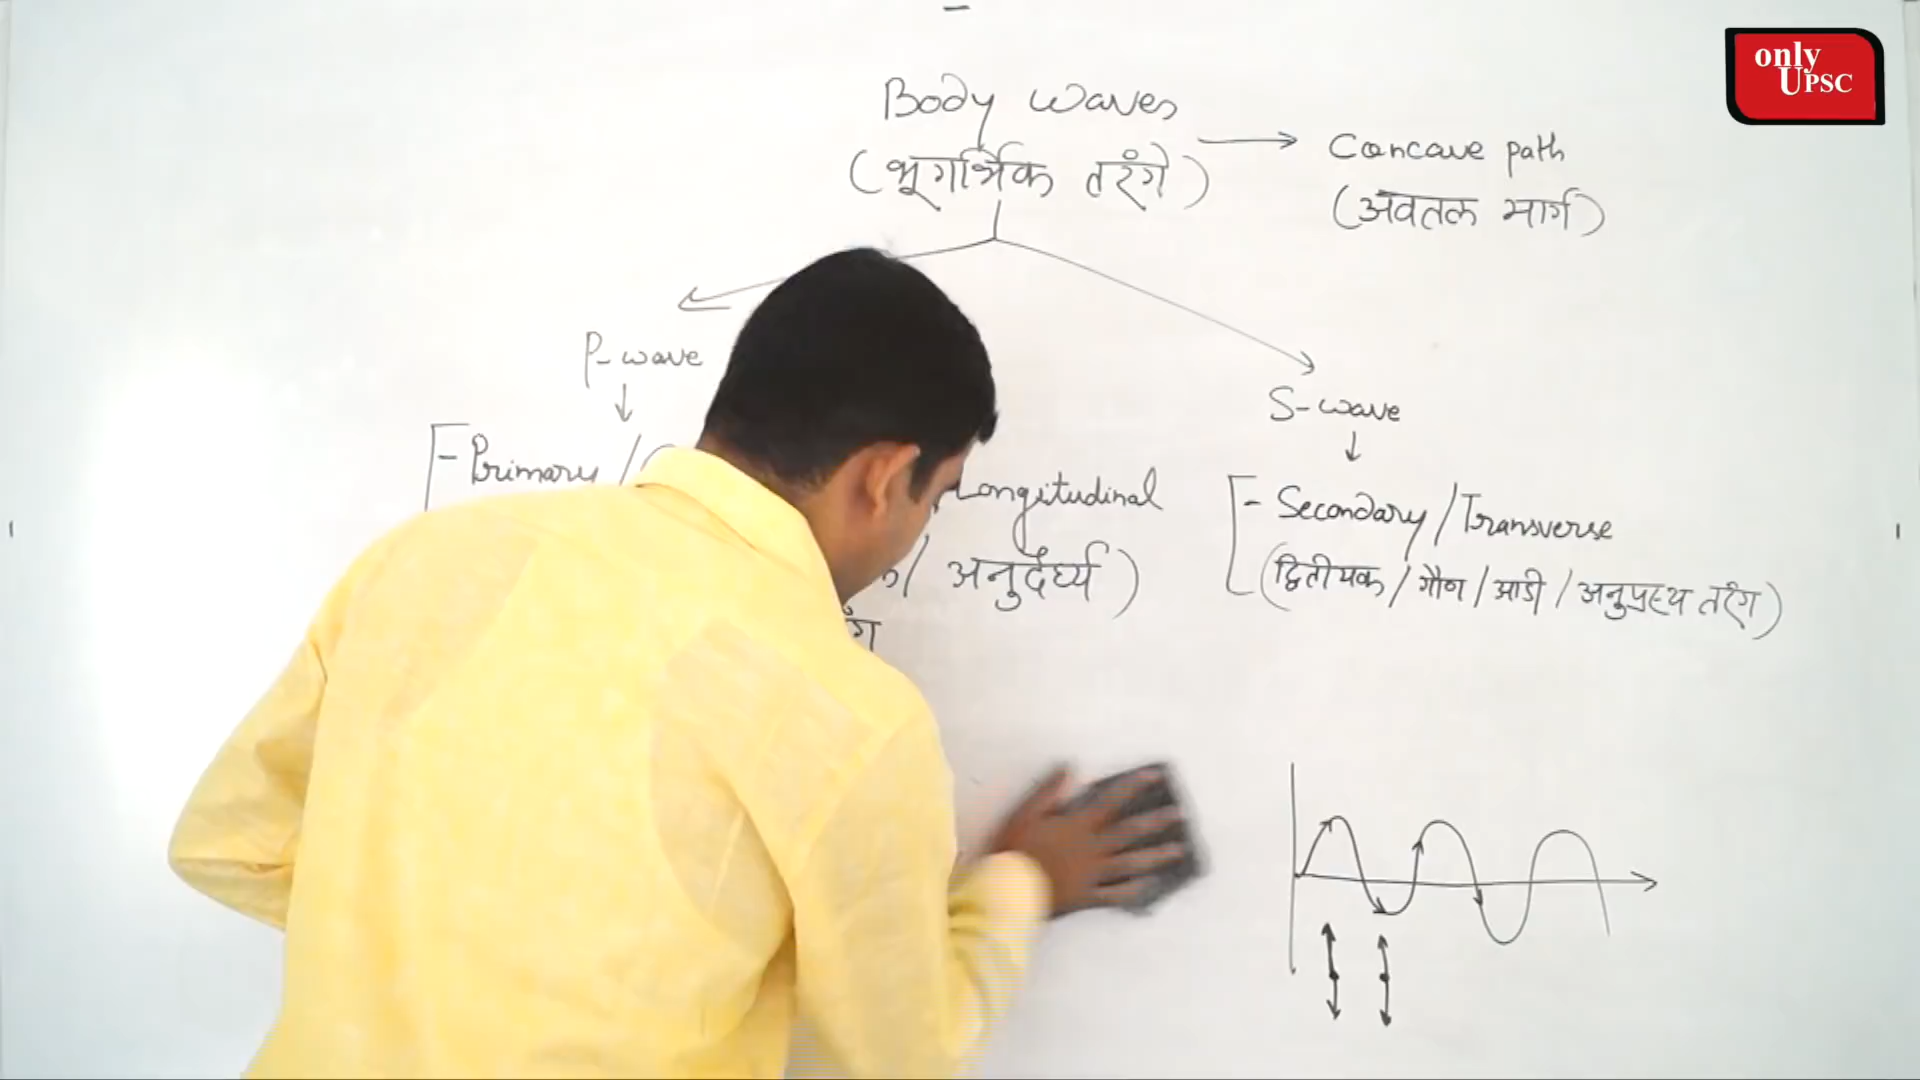 only
UPSC
Body waves
(भूगर्भिक तरंगे)
Concave path
(अवतल मार्ग)
P-wave
S-wave
Primary / Longitudinal
/ अनुदैर्ध्य)
Secondary / Transverse
(द्वितीयक / गौण / आडी / अनुप्रस्थ तरंग)